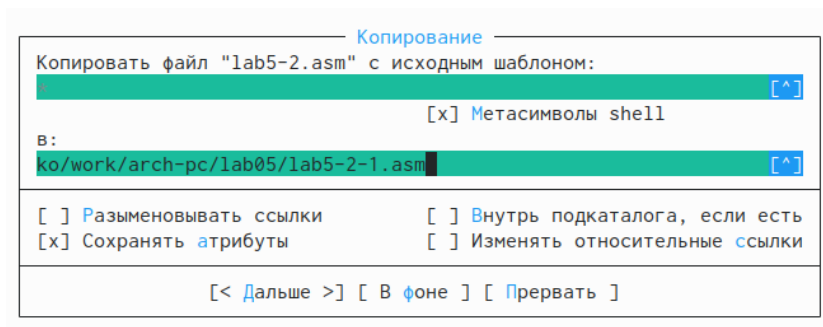 Копирование
Копировать файл "lab5-2.asm" с исходным шаблоном:
* [^]
[x] Метасимволы shell
в:
ko/work/arch-pc/lab05/lab5-2-1.asm [^]
[ ] Разыменовывать ссылки [ ] Внутрь подкаталога, если есть
[x] Сохранять атрибуты [ ] Изменять относительные ссылки
[< Дальше >] [ В фоне ] [ Прервать ]